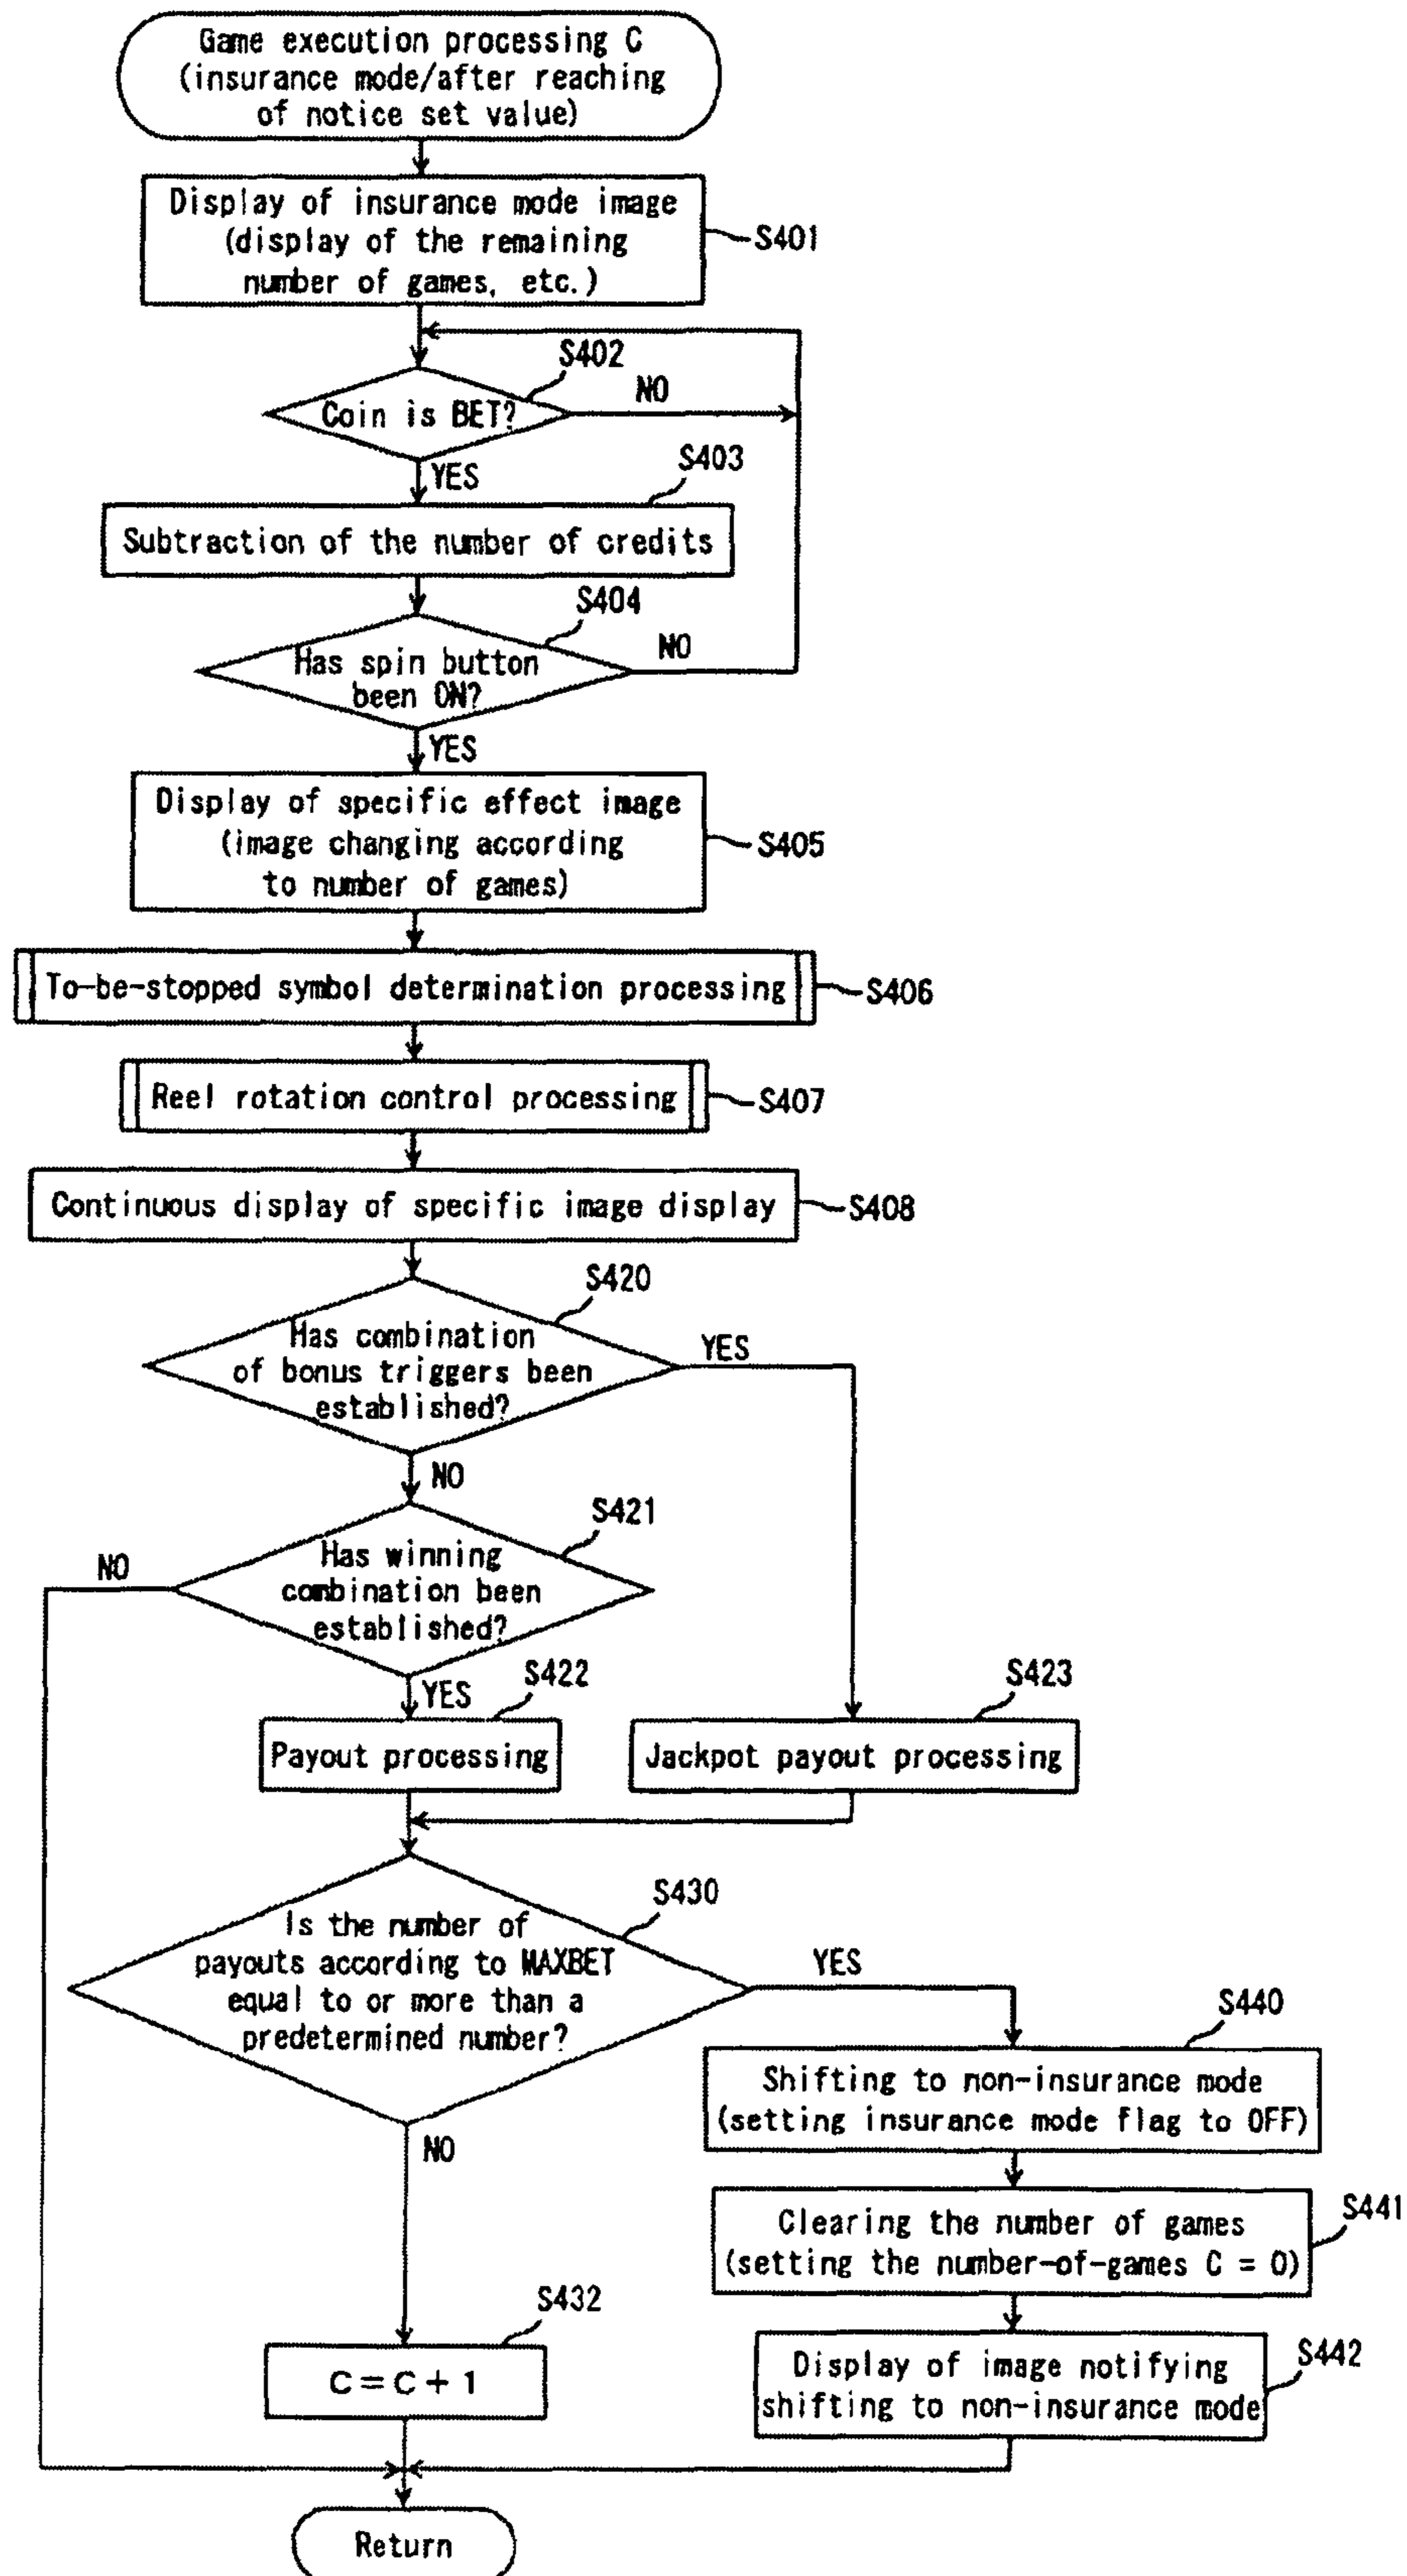 Game execution processing C
(insurance mode/after reaching
of notice set value)
Display of insurance mode image
(display of the remaining
number of games, etc.)
S401
S402
Coin is BET?
NO
YES
S403
Subtraction of the number of credits
S404
Has spin button
been ON?
NO
YES
Display of specific effect image
(image changing according
to number of games)
S405
To-be-stopped symbol determination processing
S406
Reel rotation control processing
S407
Continuous display of specific image display
S408
S420
Has combination
of bonus triggers been
established?
YES
NO
S421
Has winning
combination been
established?
NO
YES
S422
Payout processing
S423
Jackpot payout processing
S430
Is the number of
payouts according to MAXBET
equal to or more than a
predetermined number?
YES
NO
S440
Shifting to non-insurance mode
(setting insurance mode flag to OFF)
S441
Clearing the number of games
(setting the number-of-games C = 0)
S432
C = C + 1
S442
Display of image notifying
shifting to non-insurance mode
Return